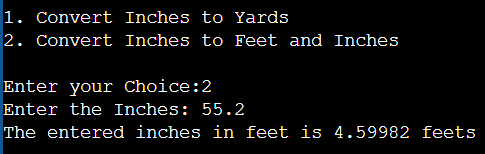 1. Convert Inches to Yards
2. Convert Inches to Feet and Inches
Enter your Choice:2
Enter the Inches: 55.2
The entered inches in feet is 4.59982 feets